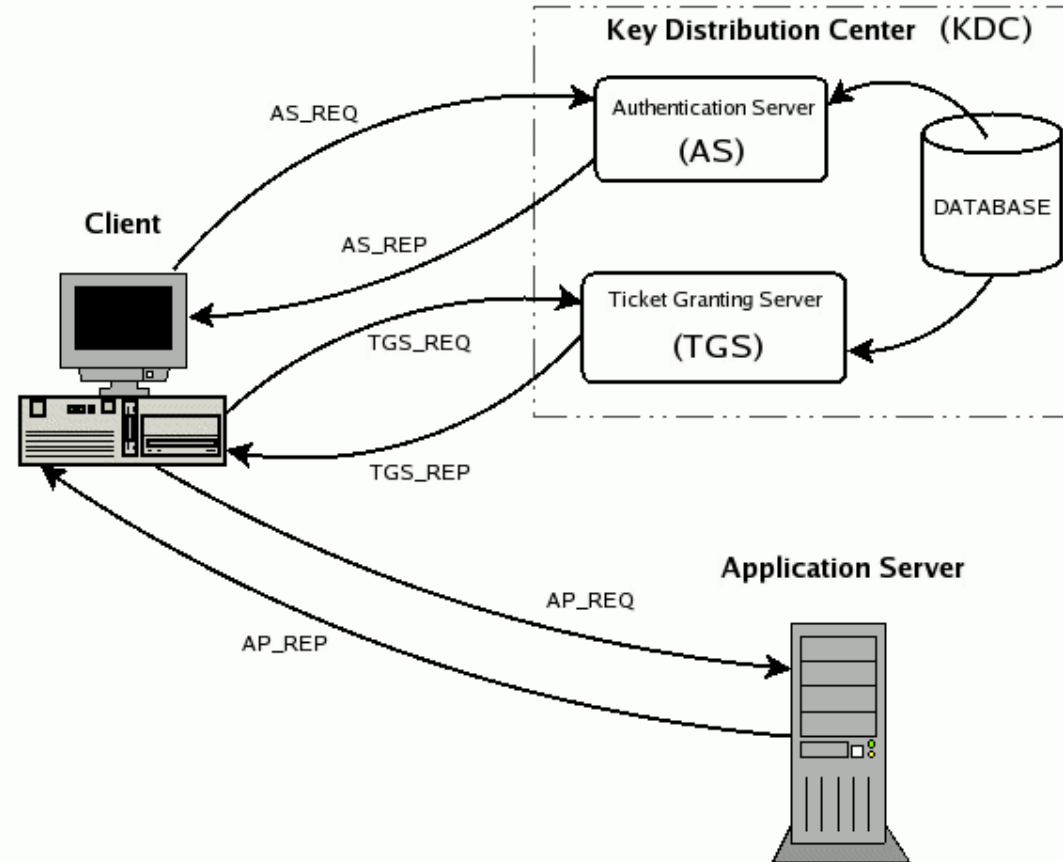 Key Distribution Center (KDC)
AS_REQ
Authentication Server
(AS)
DATABASE
Client
AS_REP
Ticket Granting Server
(TGS)
TGS_REQ
TGS_REP
Application Server
AP_REQ
AP_REP